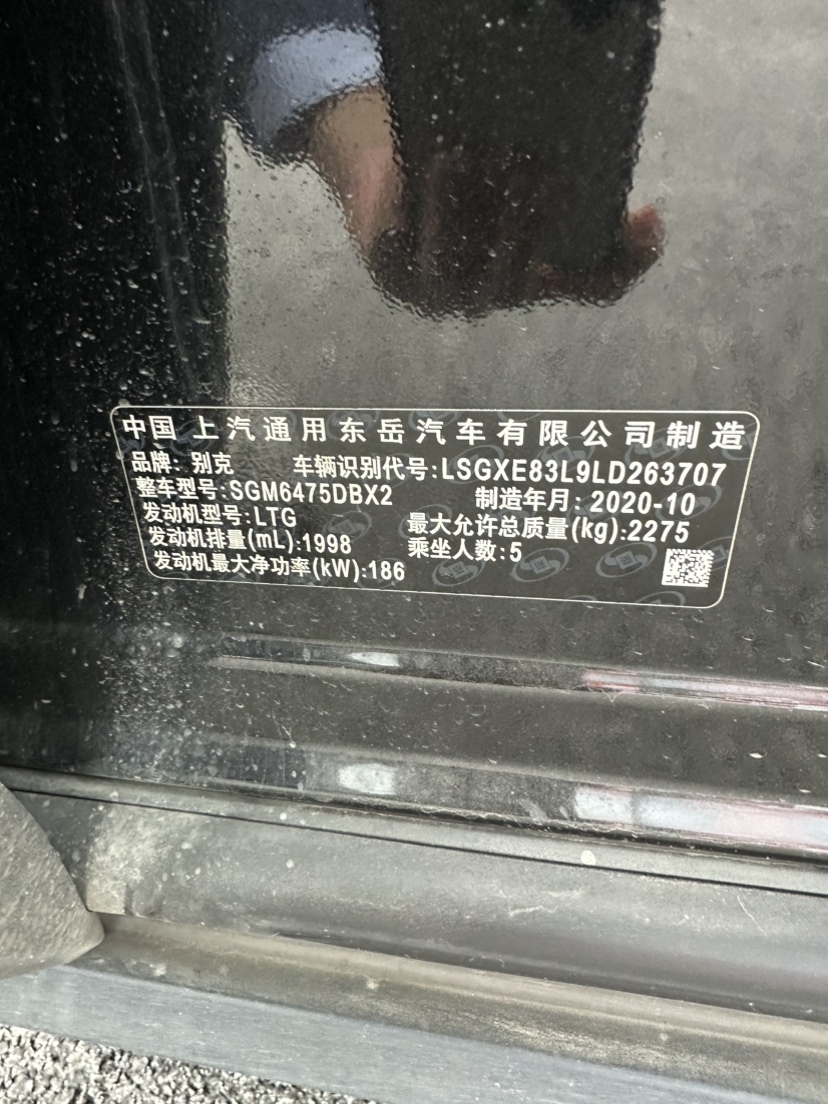 中国上汽通用东岳汽车有限公司制造
品牌: 别克 车辆识别代号:LSGXE83L9LD263707
整车型号:SGM6475DBX2 制造年月: 2020-10
发动机型号:LTG 最大允许总质量(kg):2275
发动机排量(mL):1998 乘坐人数:5
发动机最大净功率(kW):186